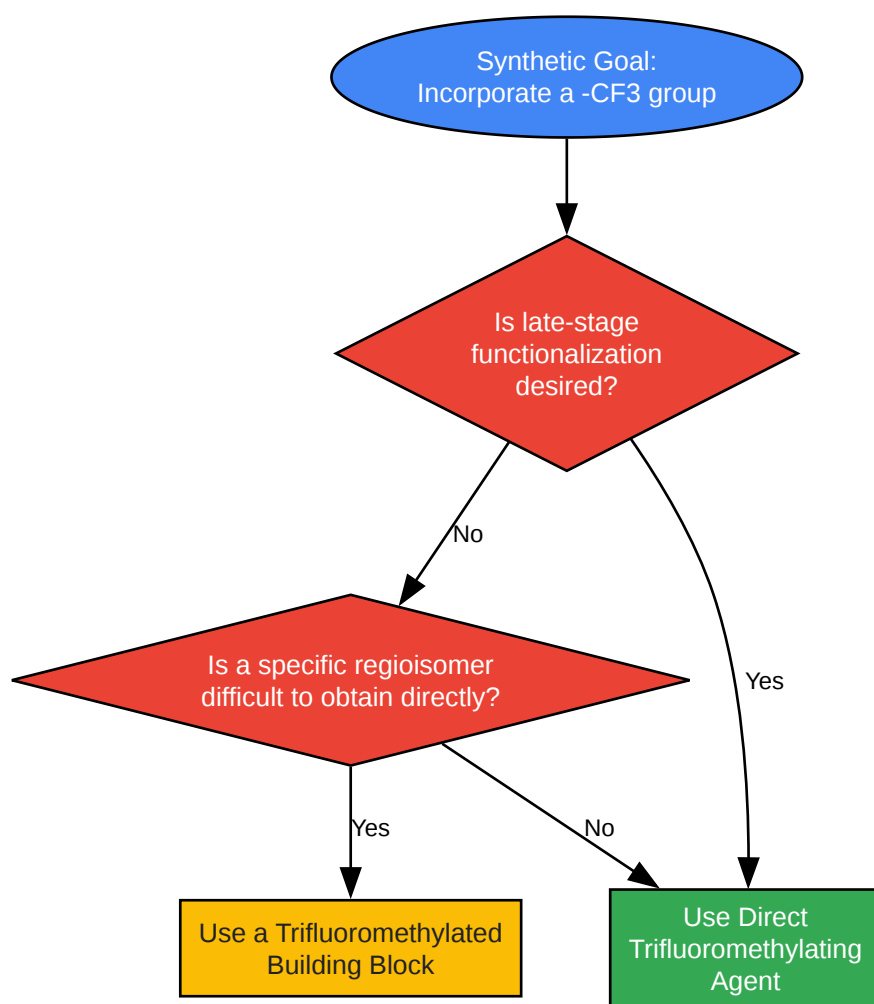 Synthetic Goal:
Incorporate a -CF3 group
Is late-stage
functionalization
desired?
No
Yes
Is a specific regioisomer
difficult to obtain directly?
Yes
No
Use a Trifluoromethylated
Building Block
Use Direct
Trifluoromethylating
Agent